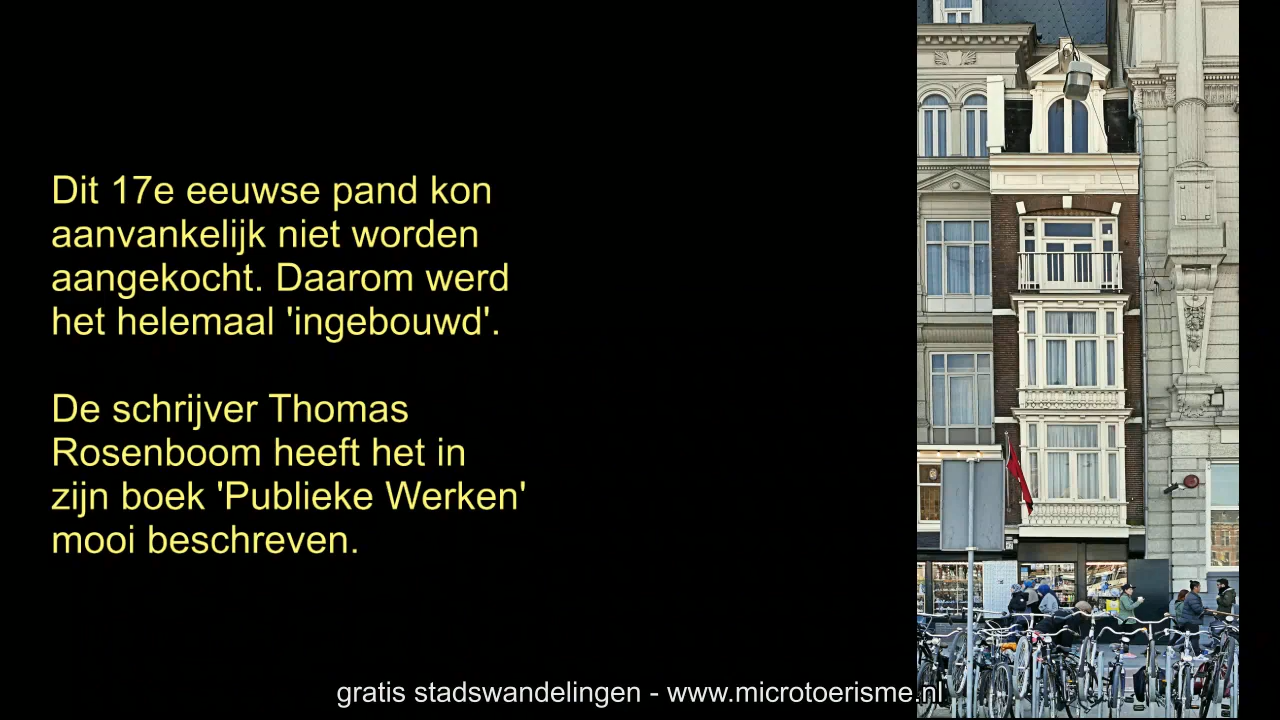 Dit 17e eeuwse pand kon
aanvankelijk niet worden
aangekocht. Daarom werd
het helemaal 'ingebouwd'.
De schrijver Thomas
Rosenboom heeft het in
zijn boek 'Publieke Werken'
mooi beschreven.
gratis stadswandelingen - www.microtoerisme.nl